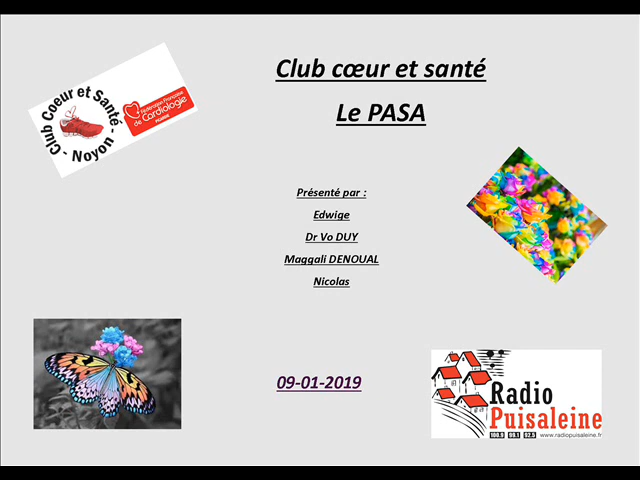 Club cœur et santé
Le PASA
Club Coeur et Santé
- Noyon -
Fédération Française
de Cardiologie
Présenté par :
Edwige
Dr Vo DUY
Maggali DENOUAL
Nicolas
09-01-2019
Radio
Puisaleine
www.radiopuisaleine.fr